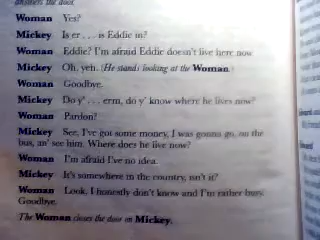 answers the door.
Woman Yes?
Mickey Is er . . . is Eddie in?
Woman Eddie? I'm afraid Eddie doesn't live here now
Mickey Oh, yeh. (He stands looking at the Woman.)
Woman Goodbye.
Mickey Do y' . . . erm, do y' know where he lives now?
Woman Pardon?
Mickey See, I've got some money, I was gonna go, on the
bus, an' see him. Where does he live now?
Woman I'm afraid I've no idea.
Mickey It's somewhere in the country, isn't it?
Woman Look, I honestly don't know and I'm rather busy.
Goodbye.
The Woman closes the door on Mickey.